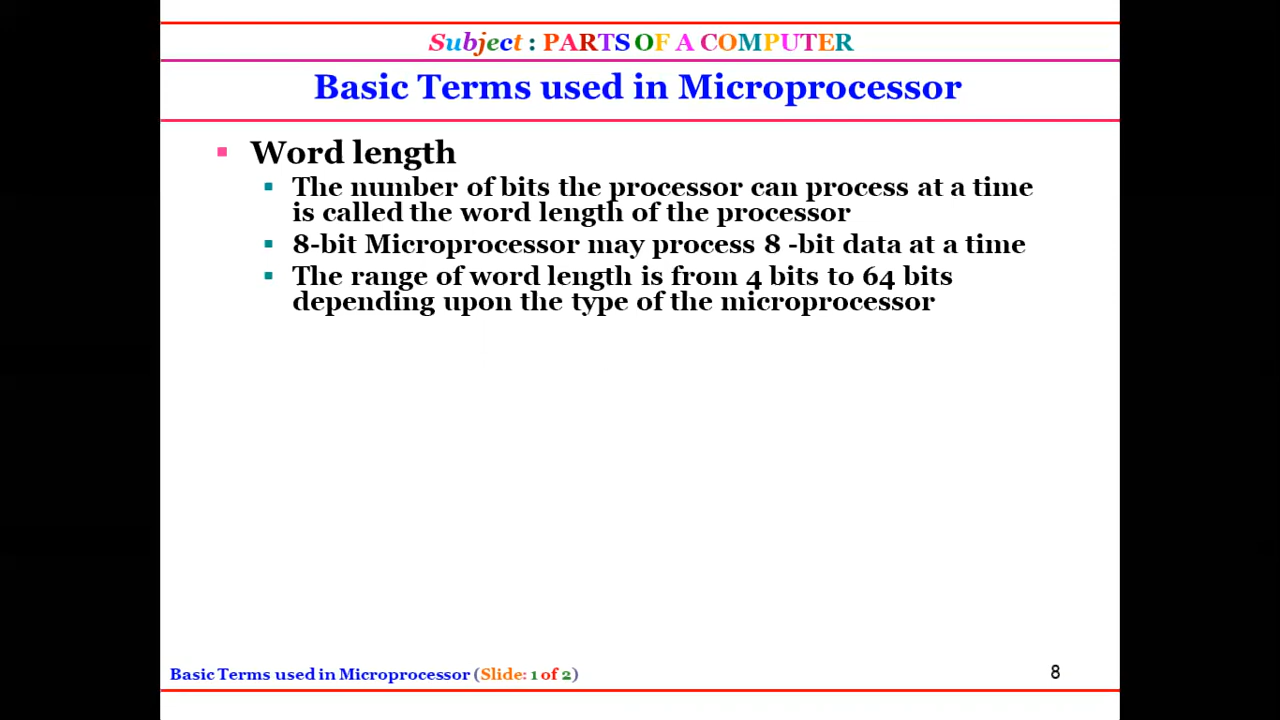 Subject : PARTS OF A COMPUTER
Basic Terms used in Microprocessor
Word length
The number of bits the processor can process at a time
is called the word length of the processor
8-bit Microprocessor may process 8 -bit data at a time
The range of word length is from 4 bits to 64 bits
depending upon the type of the microprocessor
Basic Terms used in Microprocessor (Slide: 1 of 2)
8